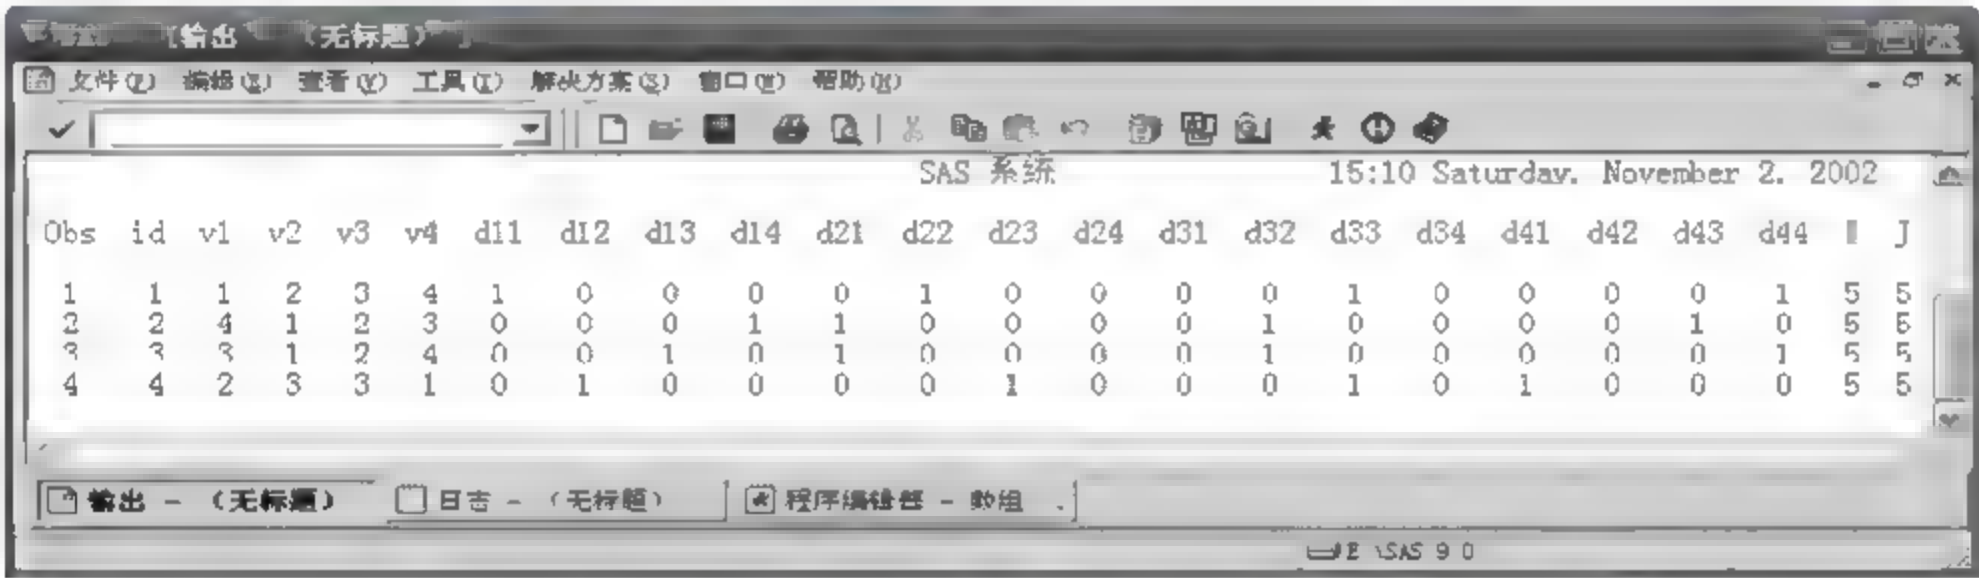 [输出 （无标题） ]
文件(F) 编辑(E) 查看(V) 工具(T) 解决方案(S) 窗口(W) 帮助(H)
SAS 系统 15:10 Saturday, November 2, 2002
Obs id v1 v2 v3 v4 d11 d12 d13 d14 d21 d22 d23 d24 d31 d32 d33 d34 d41 d42 d43 d44 I J
1 1 1 2 3 4 1 0 0 0 0 1 0 0 0 0 1 0 0 0 0 1 5 5
2 2 4 1 2 3 0 0 0 1 1 0 0 0 0 1 0 0 0 0 1 0 5 5
3 3 3 1 2 4 0 0 1 0 1 0 0 0 0 1 0 0 0 0 0 1 5 5
4 4 2 3 3 1 0 1 0 0 0 0 1 0 0 0 1 0 1 0 0 0 5 5
输出 - （无标题） 日志 - （无标题） 程序编辑器 - 数组
E \SAS 9 0